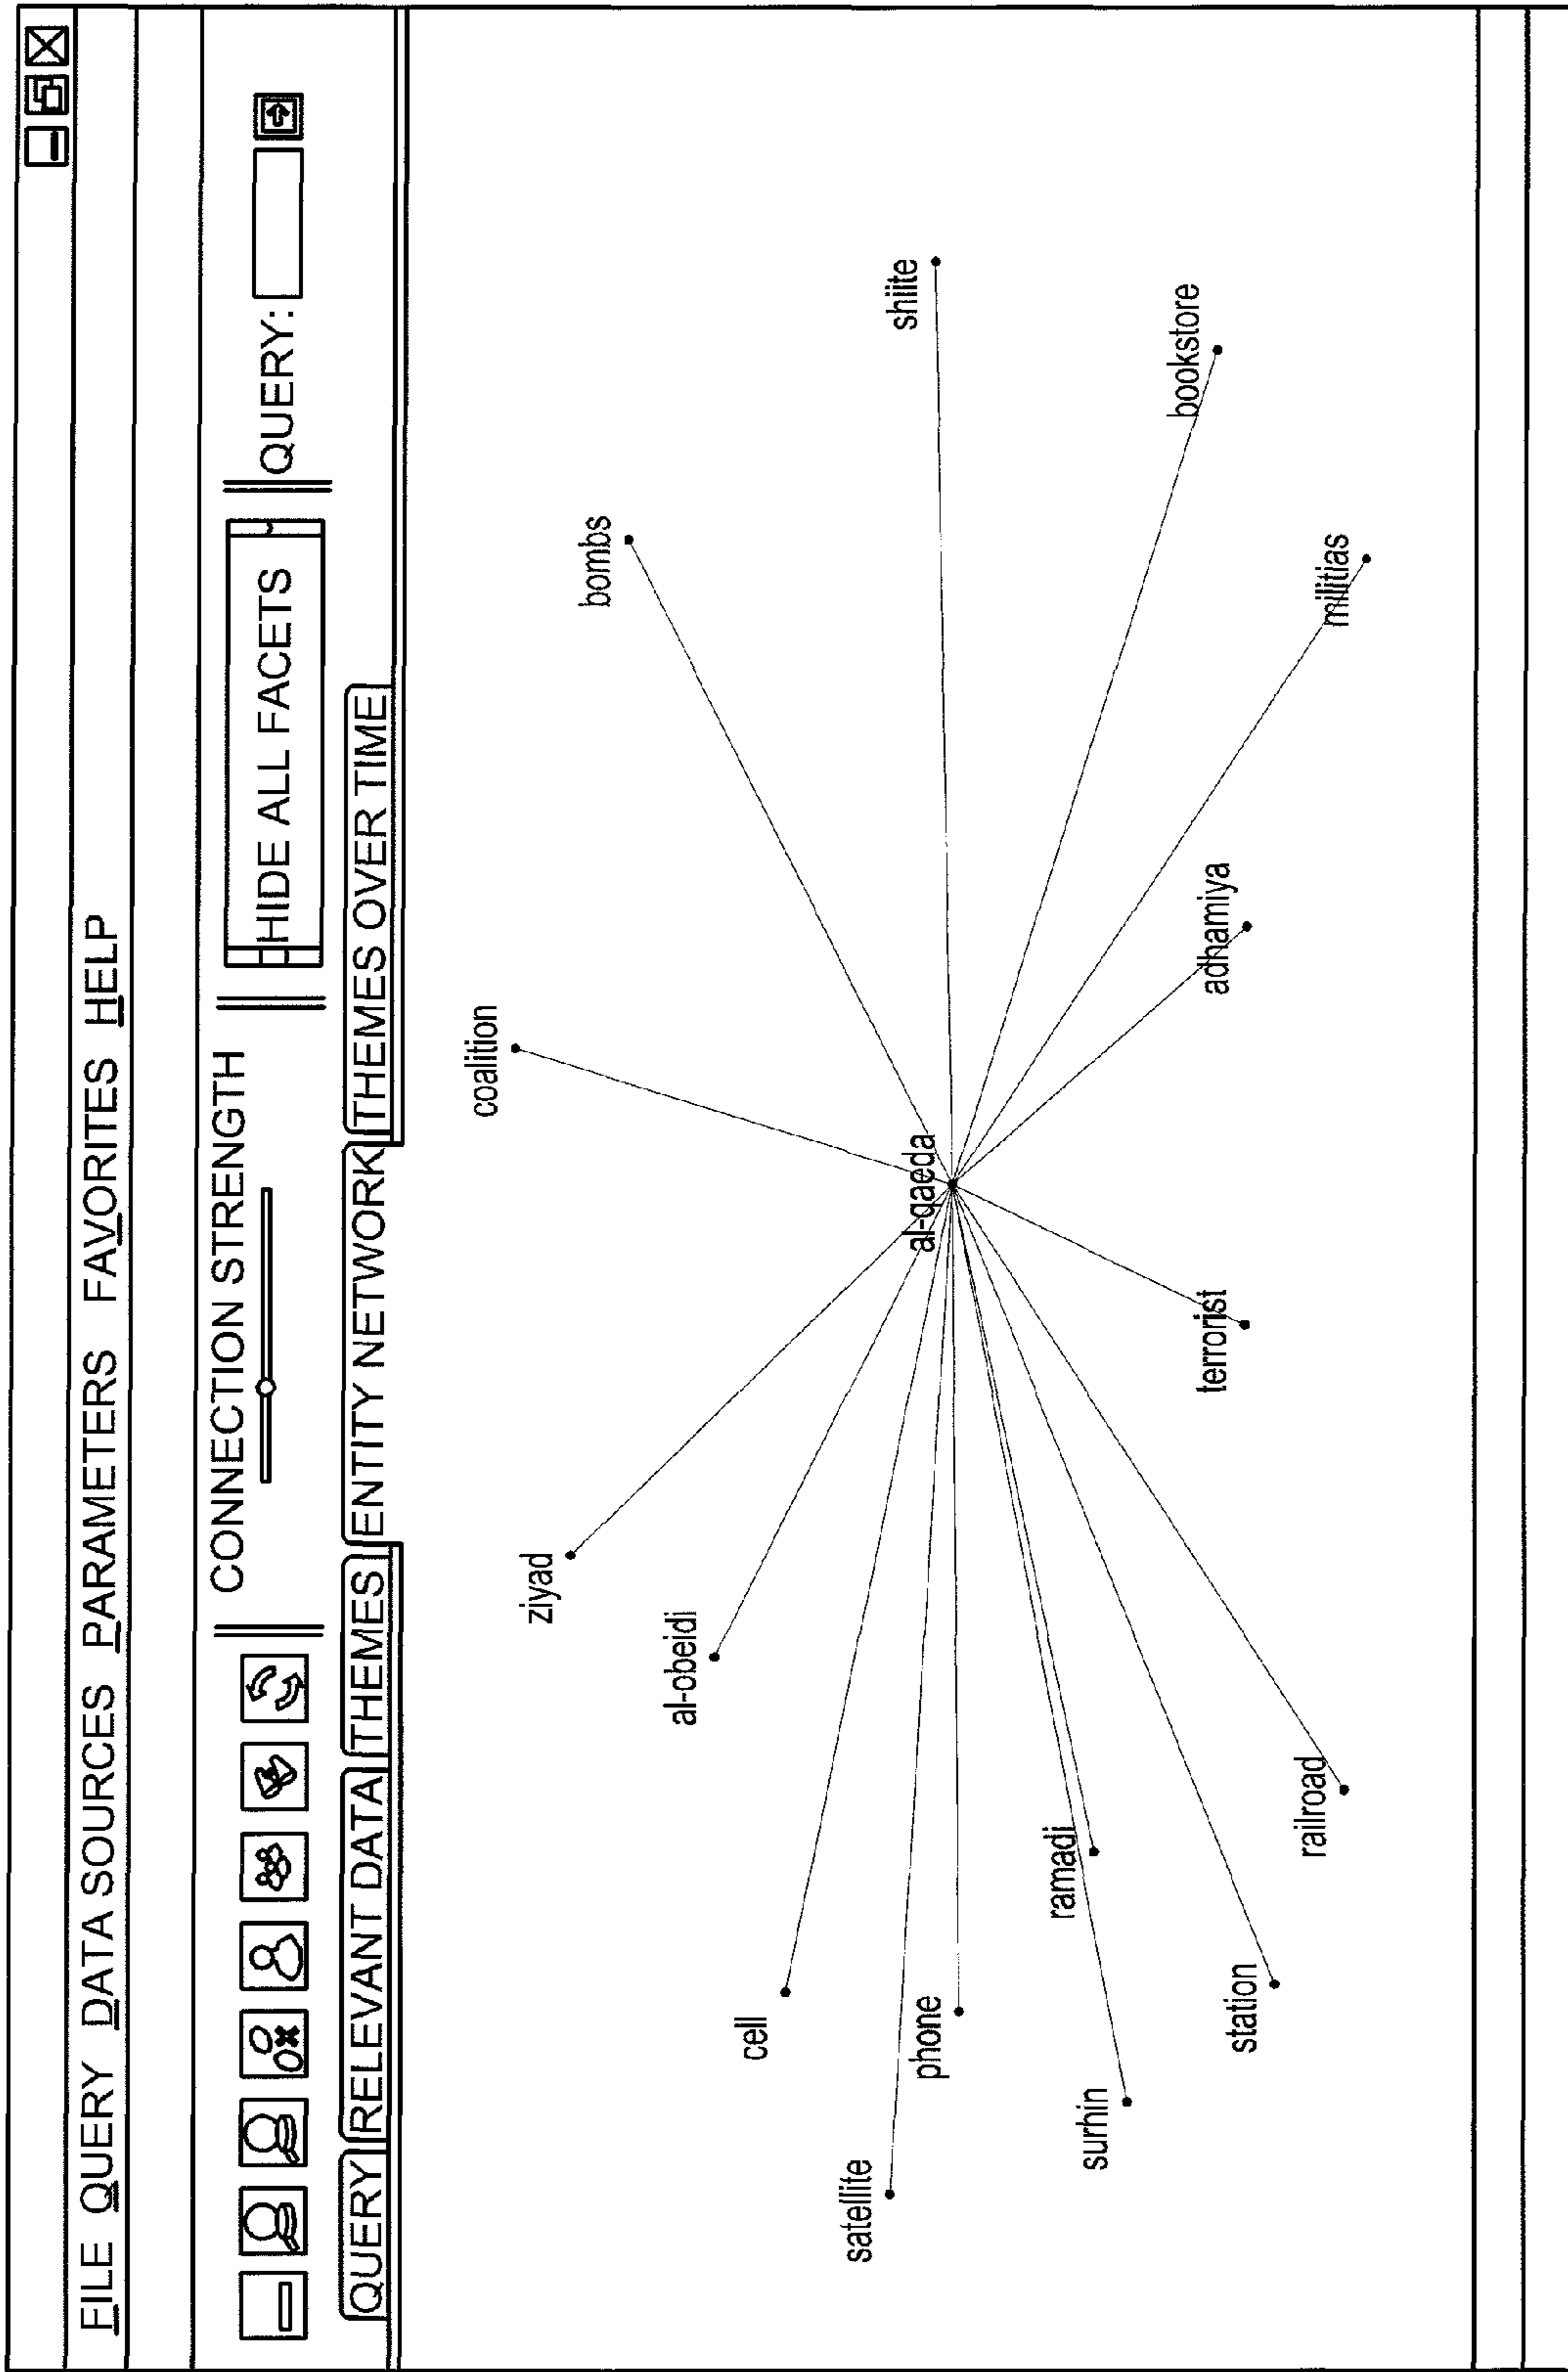 FILE QUERY DATA SOURCES PARAMETERS FAVORITES HELP
CONNECTION STRENGTH
HIDE ALL FACETS
QUERY:
QUERY RELEVANT DATA THEMES ENTITY NETWORK THEMES OVER TIME
coalition
ziyad
bombs
al-obeidi
cell
satellite
shiite
al-qaeda
phone
ramadi
surhin
bookstore
terrorist
adhamiya
station
railroad
militias